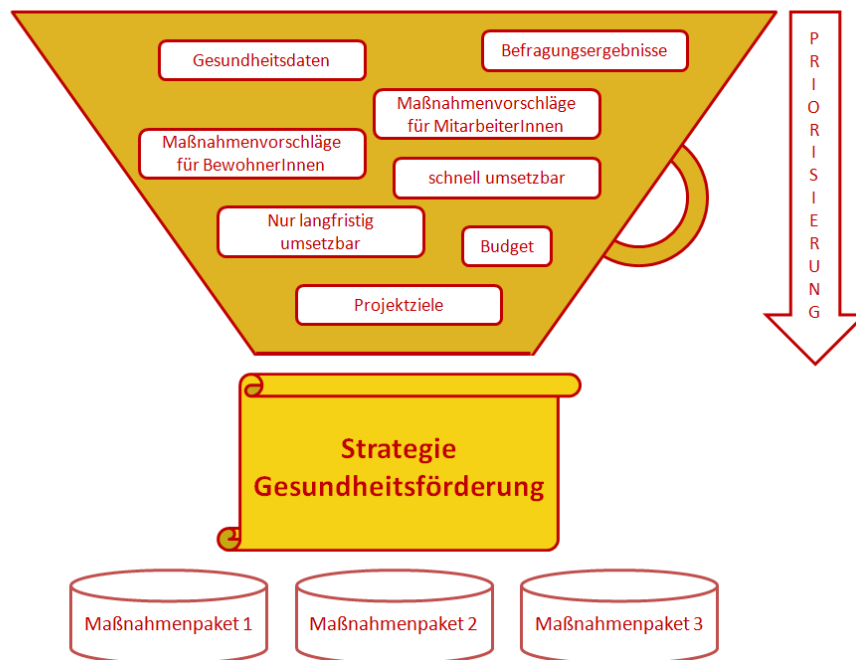 Gesundheitsdaten
Befragungsergebnisse
Maßnahmenvorschläge
für MitarbeiterInnen
Maßnahmenvorschläge
für BewohnerInnen
schnell umsetzbar
Nur langfristig
umsetzbar
Budget
Projektziele
PRIORISIERUNG
Strategie
Gesundheitsförderung
Maßnahmenpaket 1
Maßnahmenpaket 2
Maßnahmenpaket 3